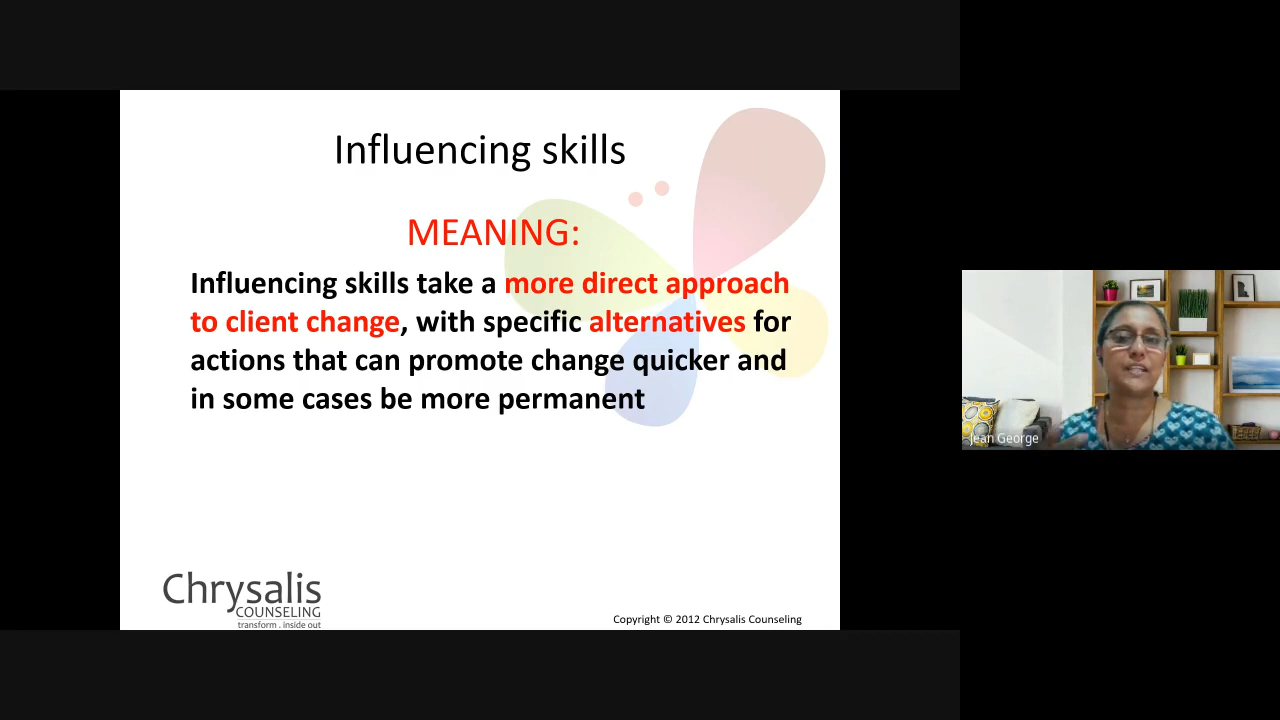 Influencing skills
MEANING:
Influencing skills take a more direct approach
to client change, with specific alternatives for
actions that can promote change quicker and
in some cases be more permanent
Chrysalis
COUNSELING
transform . inside out
Copyright © 2012 Chrysalis Counseling
Jean George